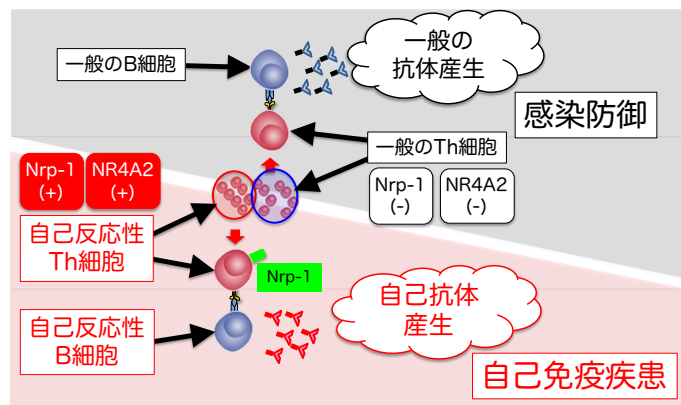 一般のB細胞
一般の
抗体産生
感染防御
一般のTh細胞
Nrp-1
(+)
NR4A2
(+)
Nrp-1
(-)
NR4A2
(-)
自己反応性
Th細胞
Nrp-1
自己抗体
産生
自己反応性
B細胞
自己免疫疾患